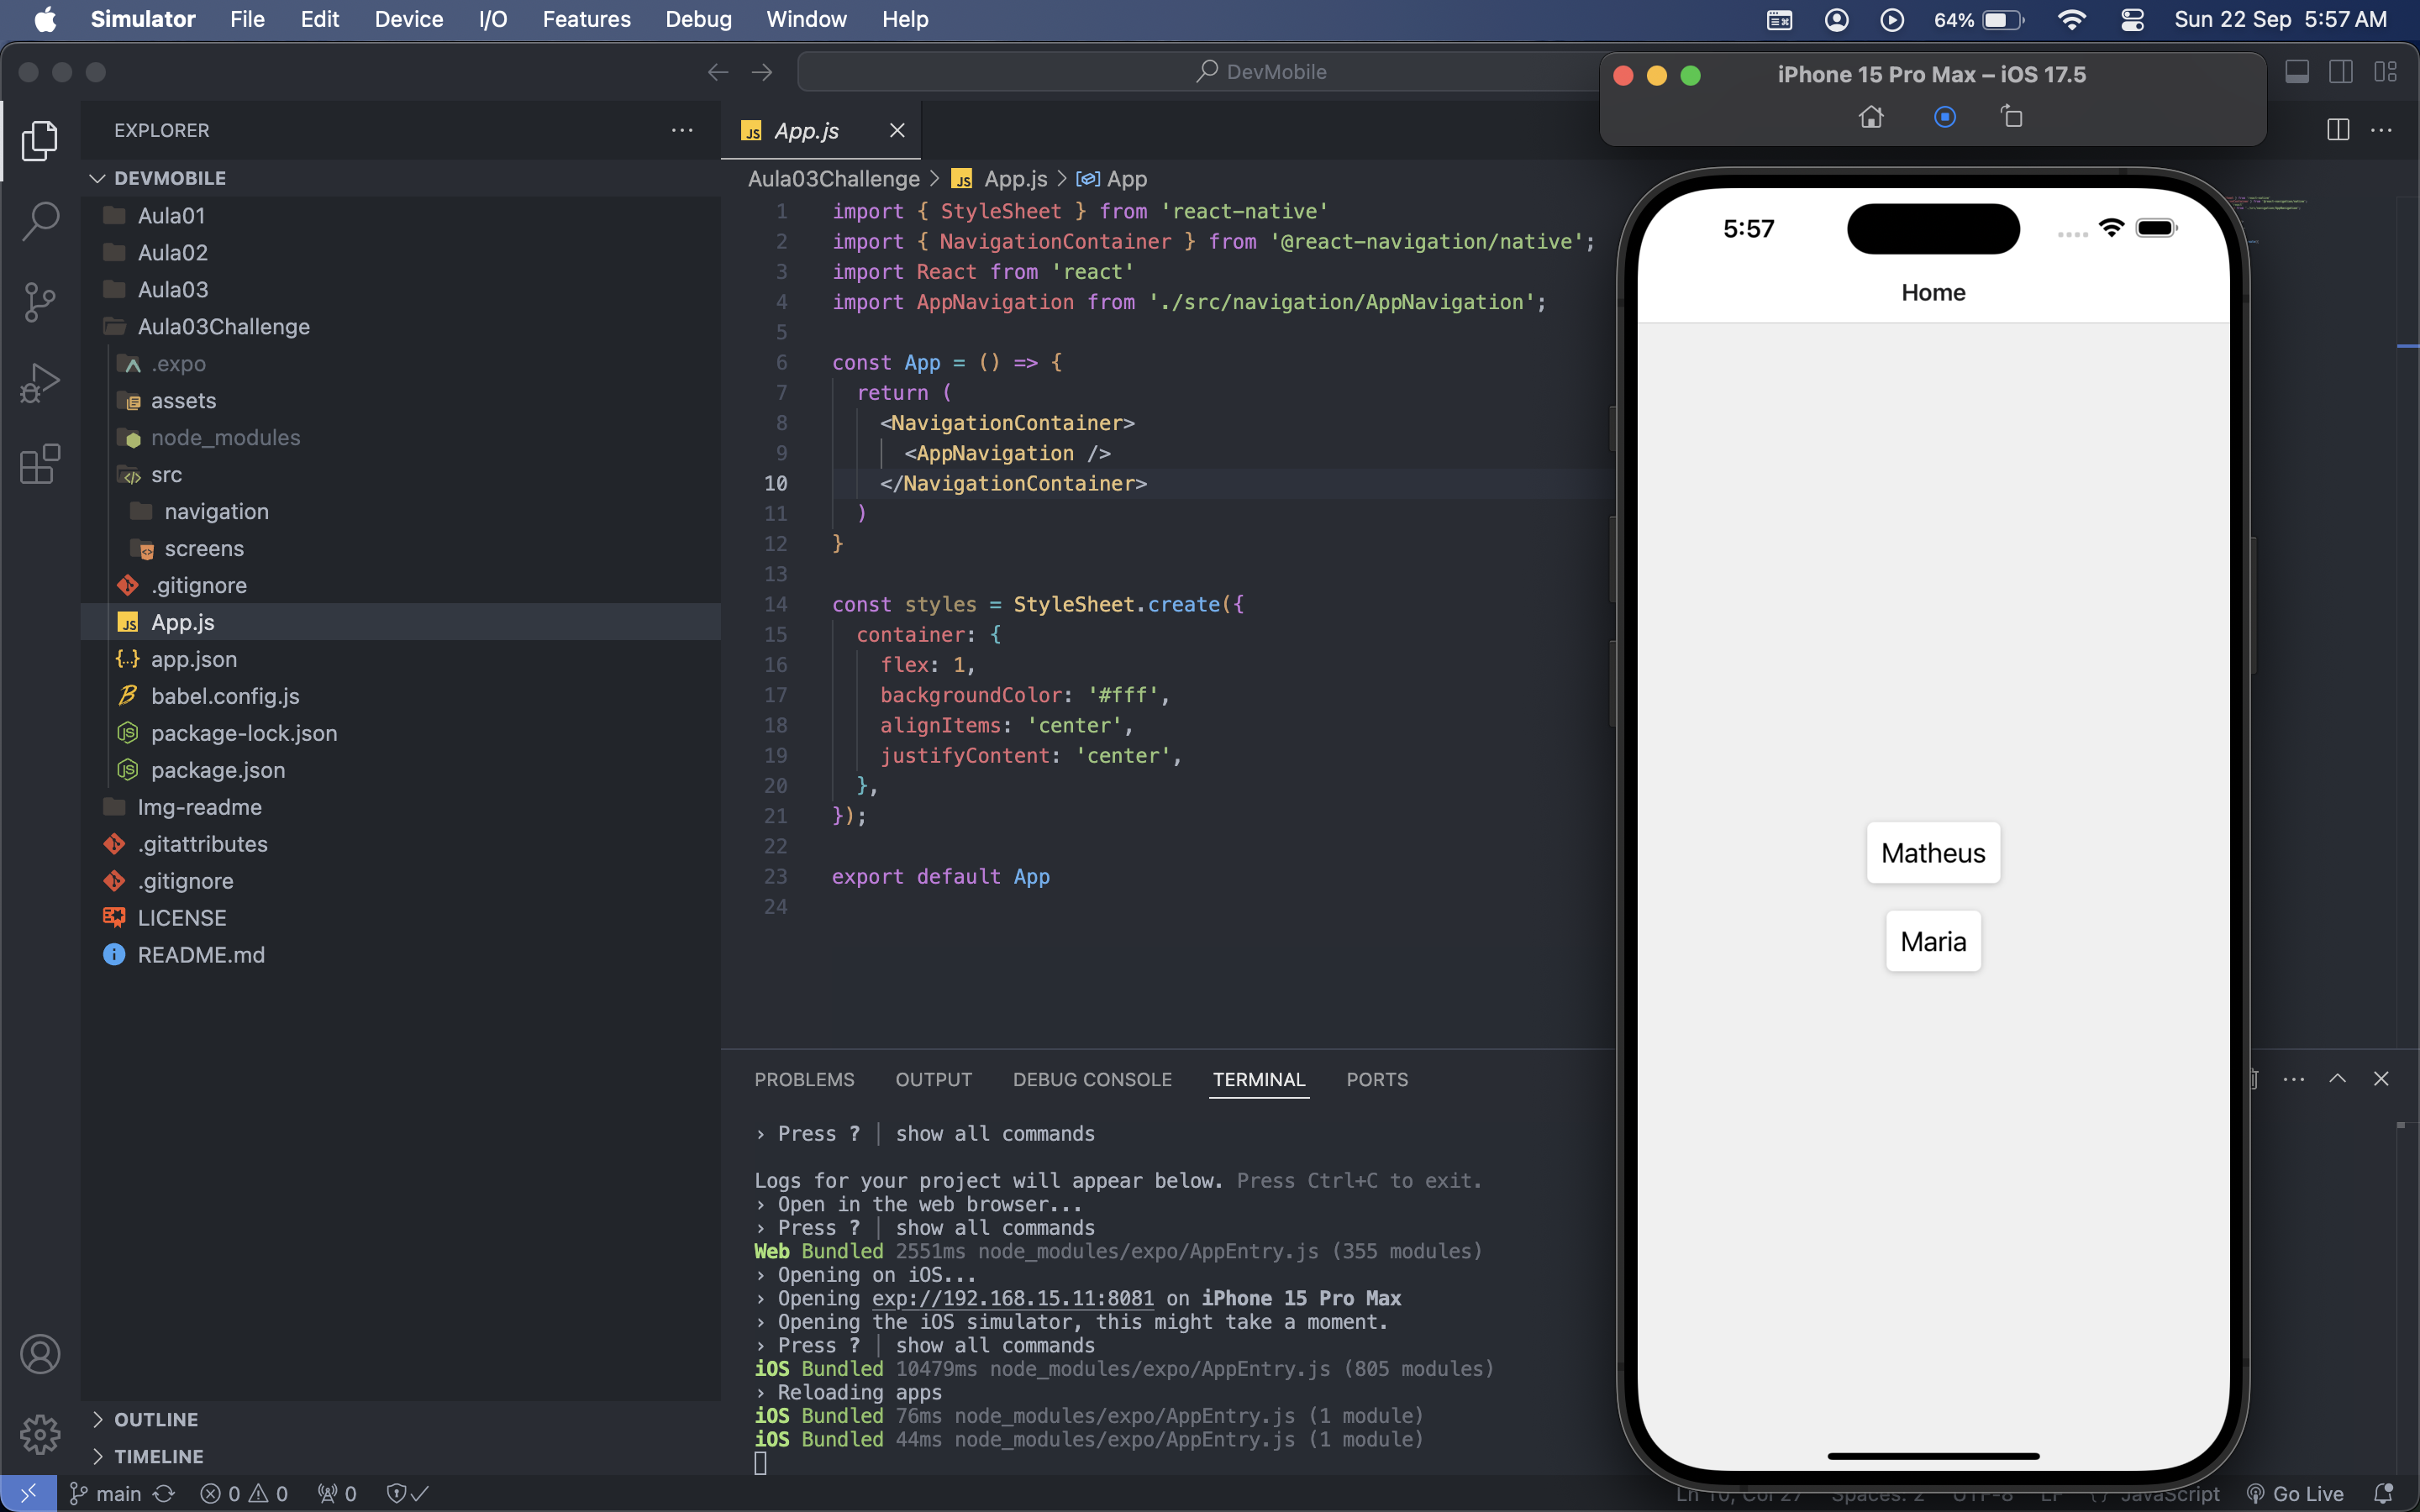 Simulator File Edit Device I/O Features Debug Window Help 64% Sun 22 Sep 5:57 AM
DevMobile
EXPLORER
DEVMOBILE
Aula01
Aula02
Aula03
Aula03Challenge
.expo
assets
node_modules
src
navigation
screens
.gitignore
App.js
app.json
babel.config.js
package-lock.json
package.json
Img-readme
.gitattributes
.gitignore
LICENSE
README.md
OUTLINE
TIMELINE
App.js
Aula03Challenge > App.js > App
1 import { StyleSheet } from 'react-native'
2 import { NavigationContainer } from '@react-navigation/native';
3 import React from 'react'
4 import AppNavigation from './src/navigation/AppNavigation';
5
6 const App = () => {
7 return (
8 <NavigationContainer>
9 <AppNavigation />
10 </NavigationContainer>
11 )
12 }
13
14 const styles = StyleSheet.create({
15 container: {
16 flex: 1,
17 backgroundColor: '#fff',
18 alignItems: 'center',
19 justifyContent: 'center',
20 },
21 });
22
23 export default App
24
PROBLEMS OUTPUT DEBUG CONSOLE TERMINAL PORTS
› Press ? │ show all commands
Logs for your project will appear below. Press Ctrl+C to exit.
› Open in the web browser...
› Press ? │ show all commands
Web Bundled 2551ms node_modules/expo/AppEntry.js (355 modules)
› Opening on iOS...
› Opening exp://192.168.15.11:8081 on iPhone 15 Pro Max
› Opening the iOS simulator, this might take a moment.
› Press ? │ show all commands
iOS Bundled 10479ms node_modules/expo/AppEntry.js (805 modules)
› Reloading apps
iOS Bundled 76ms node_modules/expo/AppEntry.js (1 module)
iOS Bundled 44ms node_modules/expo/AppEntry.js (1 module)
iPhone 15 Pro Max – iOS 17.5
5:57
Home
Matheus
Maria
main 0 0 0 Ln 10, Col 27 Spaces: 2 UTF-8 LF {} JavaScript Go Live